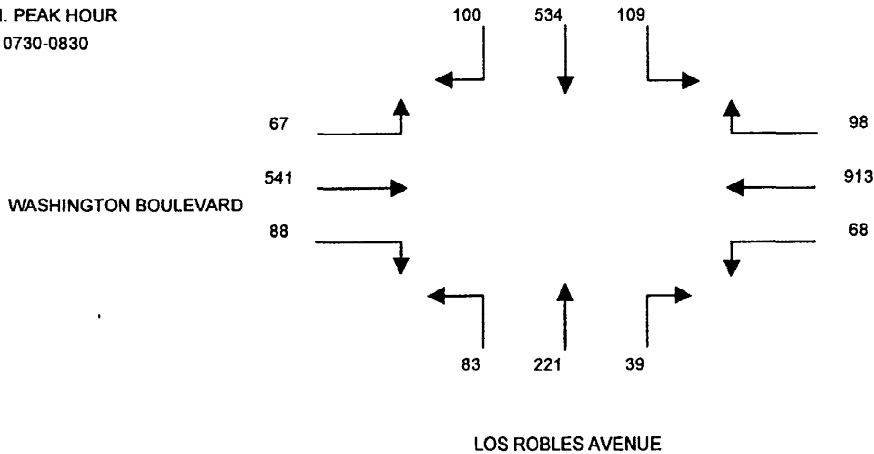 . PEAK HOUR
0730-0830
100 534 109
67 98
541 913
WASHINGTON BOULEVARD
88 68
83 221 39
LOS ROBLES AVENUE